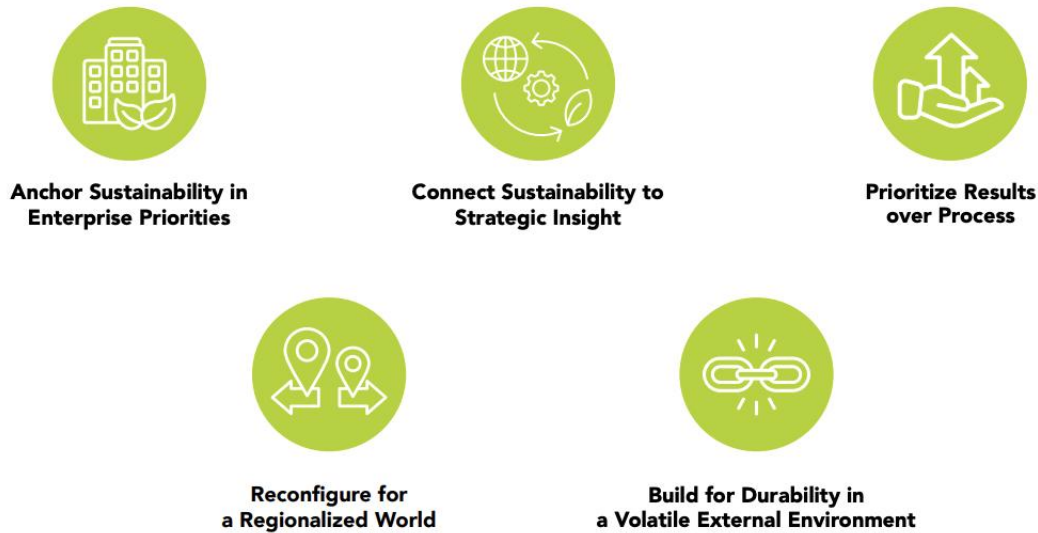 Anchor Sustainability in
Enterprise Priorities
Connect Sustainability to
Strategic Insight
Prioritize Results
over Process
Reconfigure for
a Regionalized World
Build for Durability in
a Volatile External Environment